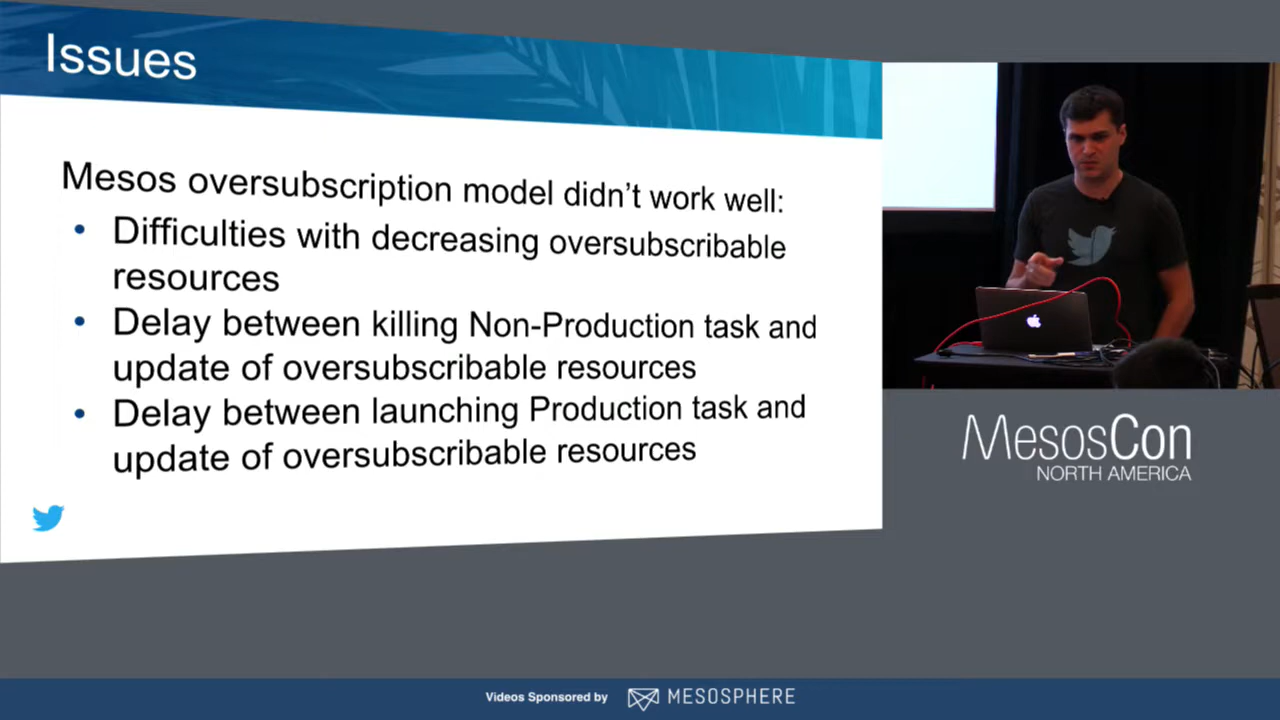 Issues
Mesos oversubscription model didn't work well:
• Difficulties with decreasing oversubscribable
resources
• Delay between killing Non-Production task and
update of oversubscribable resources
• Delay between launching Production task and
update of oversubscribable resources
MesosCon
NORTH AMERICA
Videos Sponsored by MESOSPHERE